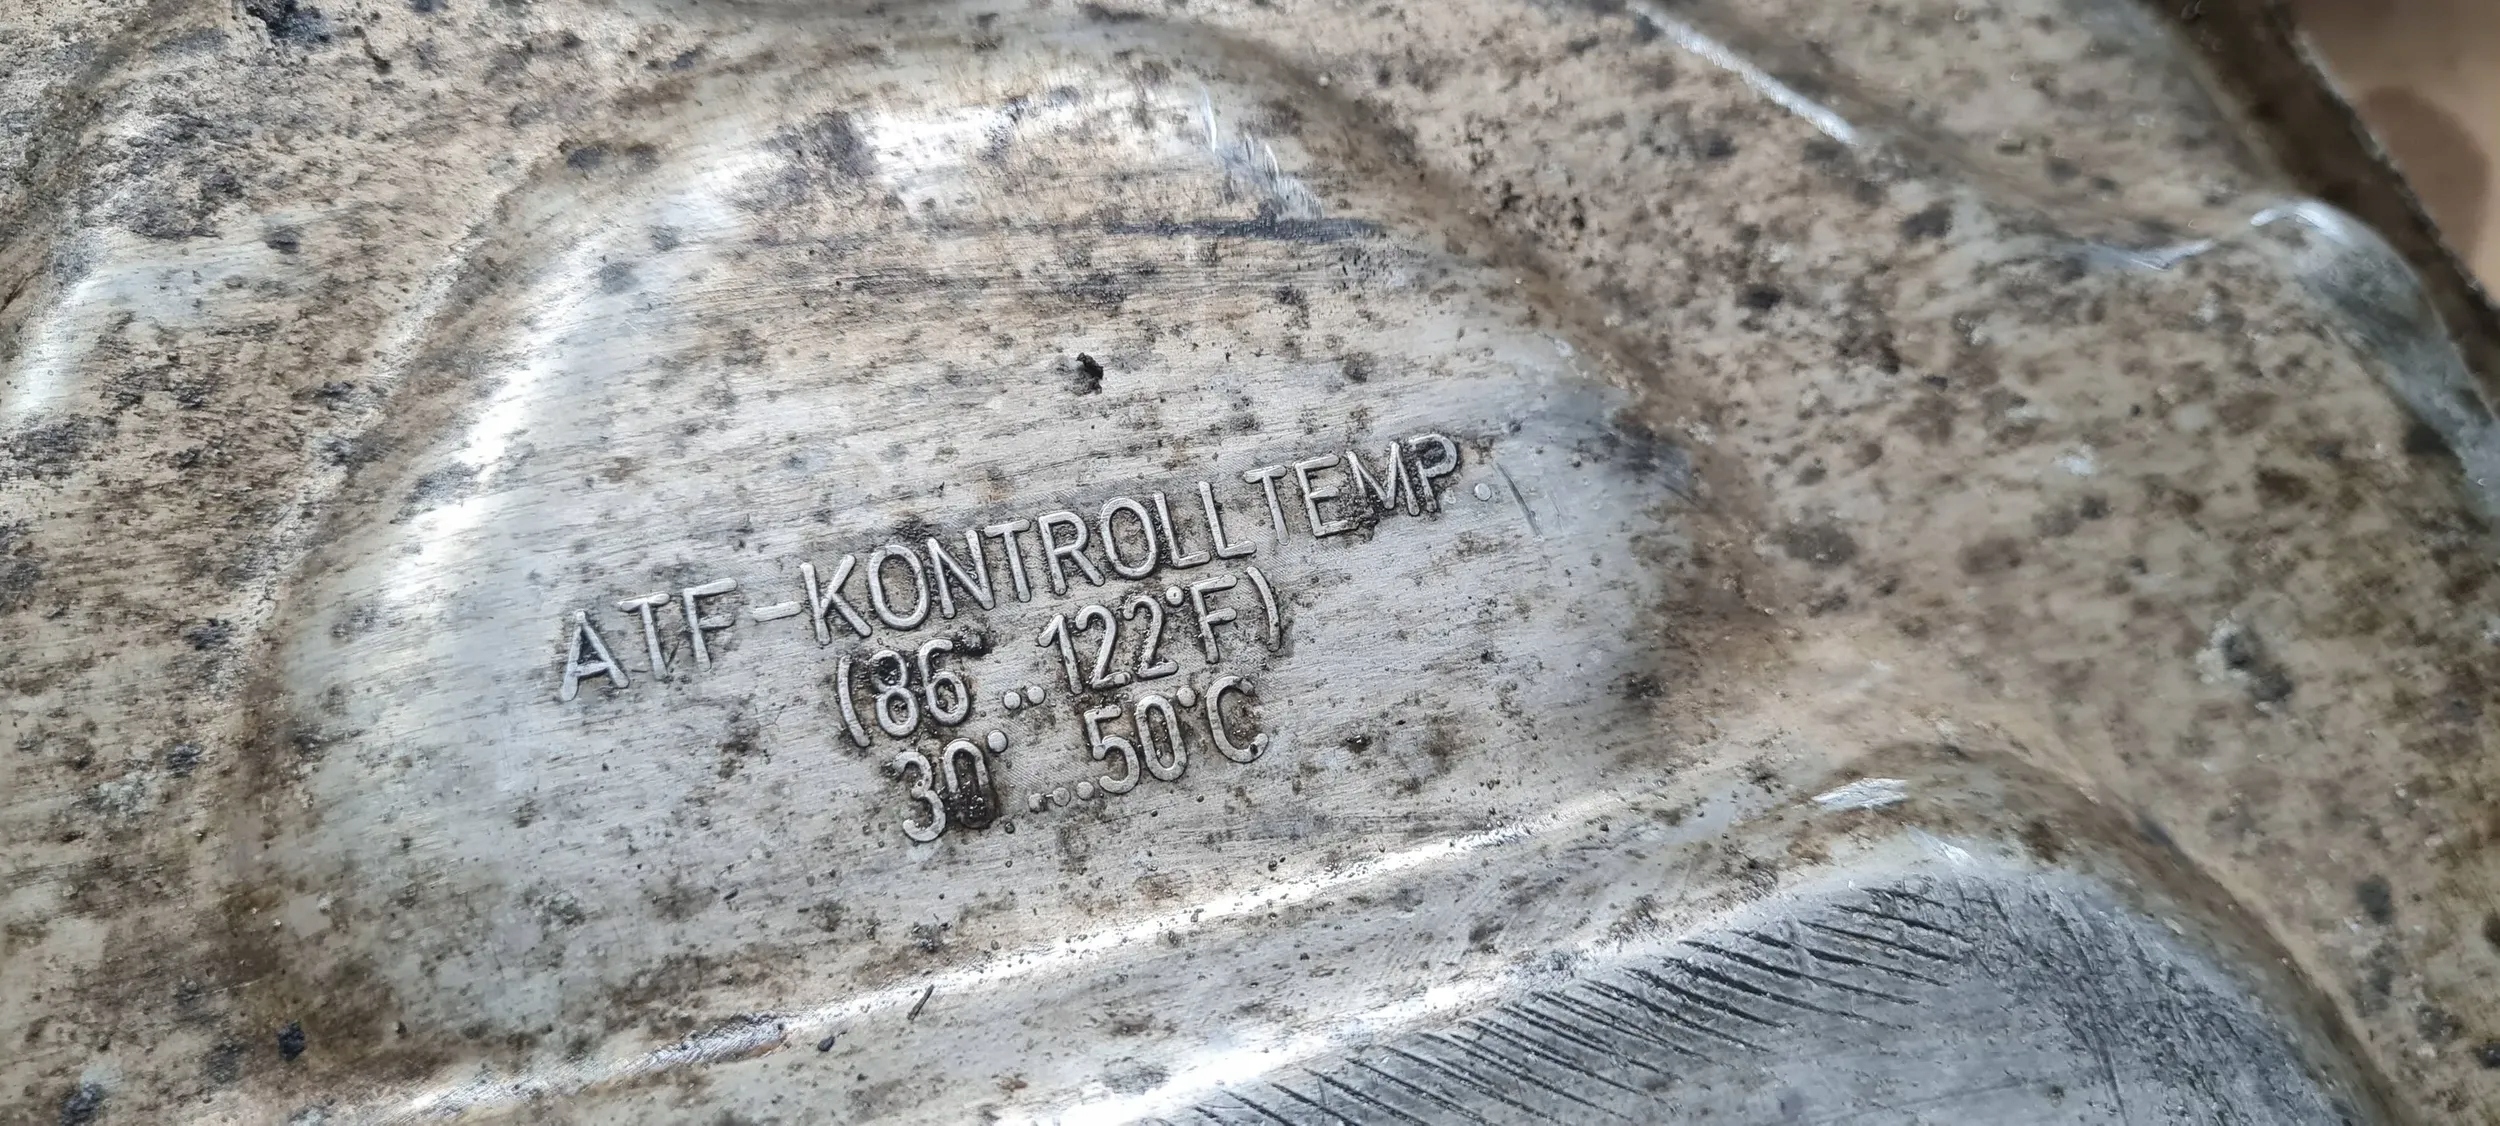 ATF-KONTROLLTEMP.
(86°...122°F)
30°...50°C